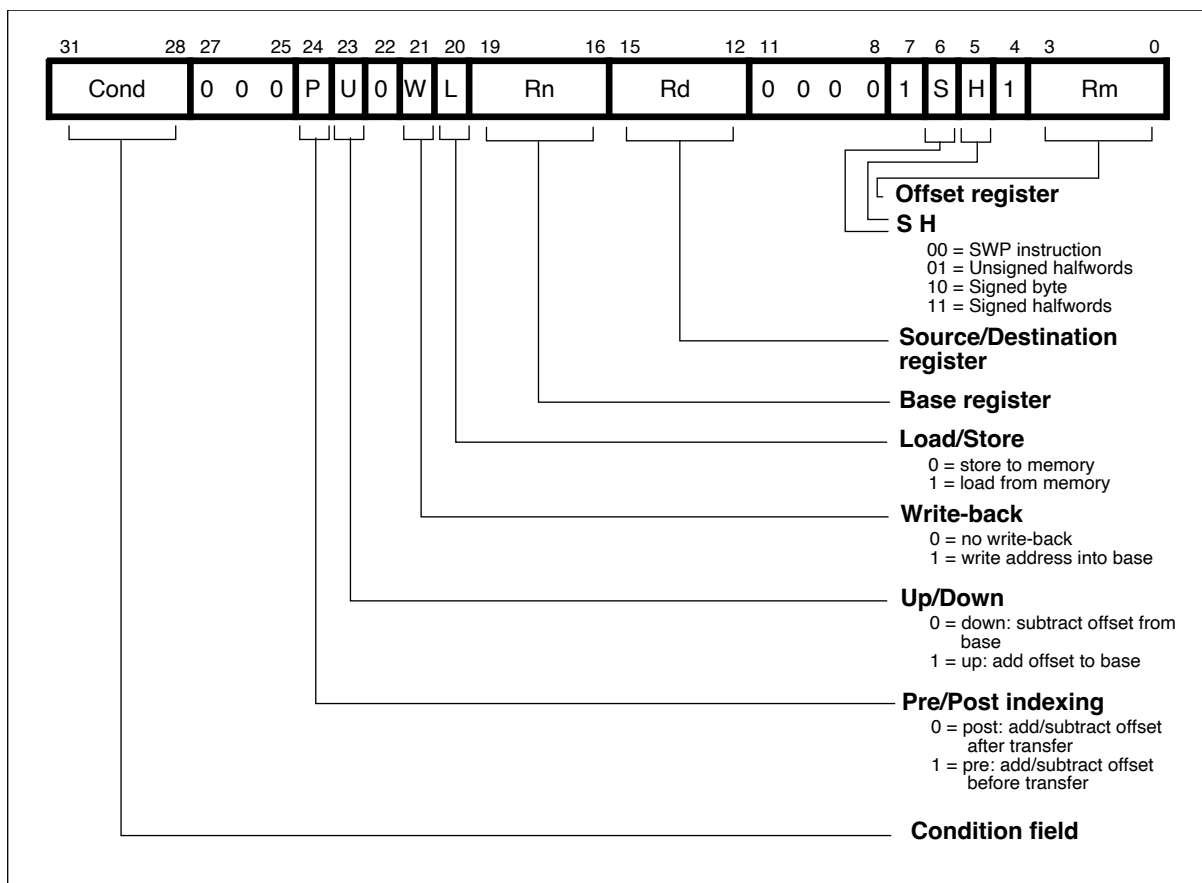 31 28 27 25 24 23 22 21 20 19 16 15 12 11 8 7 6 5 4 3 0
Cond 0 0 0 P U 0 W L Rn Rd 0 0 0 0 1 S H 1 Rm
Offset register
S H
00 = SWP instruction
01 = Unsigned halfwords
10 = Signed byte
11 = Signed halfwords
Source/Destination
register
Base register
Load/Store
0 = store to memory
1 = load from memory
Write-back
0 = no write-back
1 = write address into base
Up/Down
0 = down: subtract offset from
base
1 = up: add offset to base
Pre/Post indexing
0 = post: add/subtract offset
after transfer
1 = pre: add/subtract offset
before transfer
Condition field